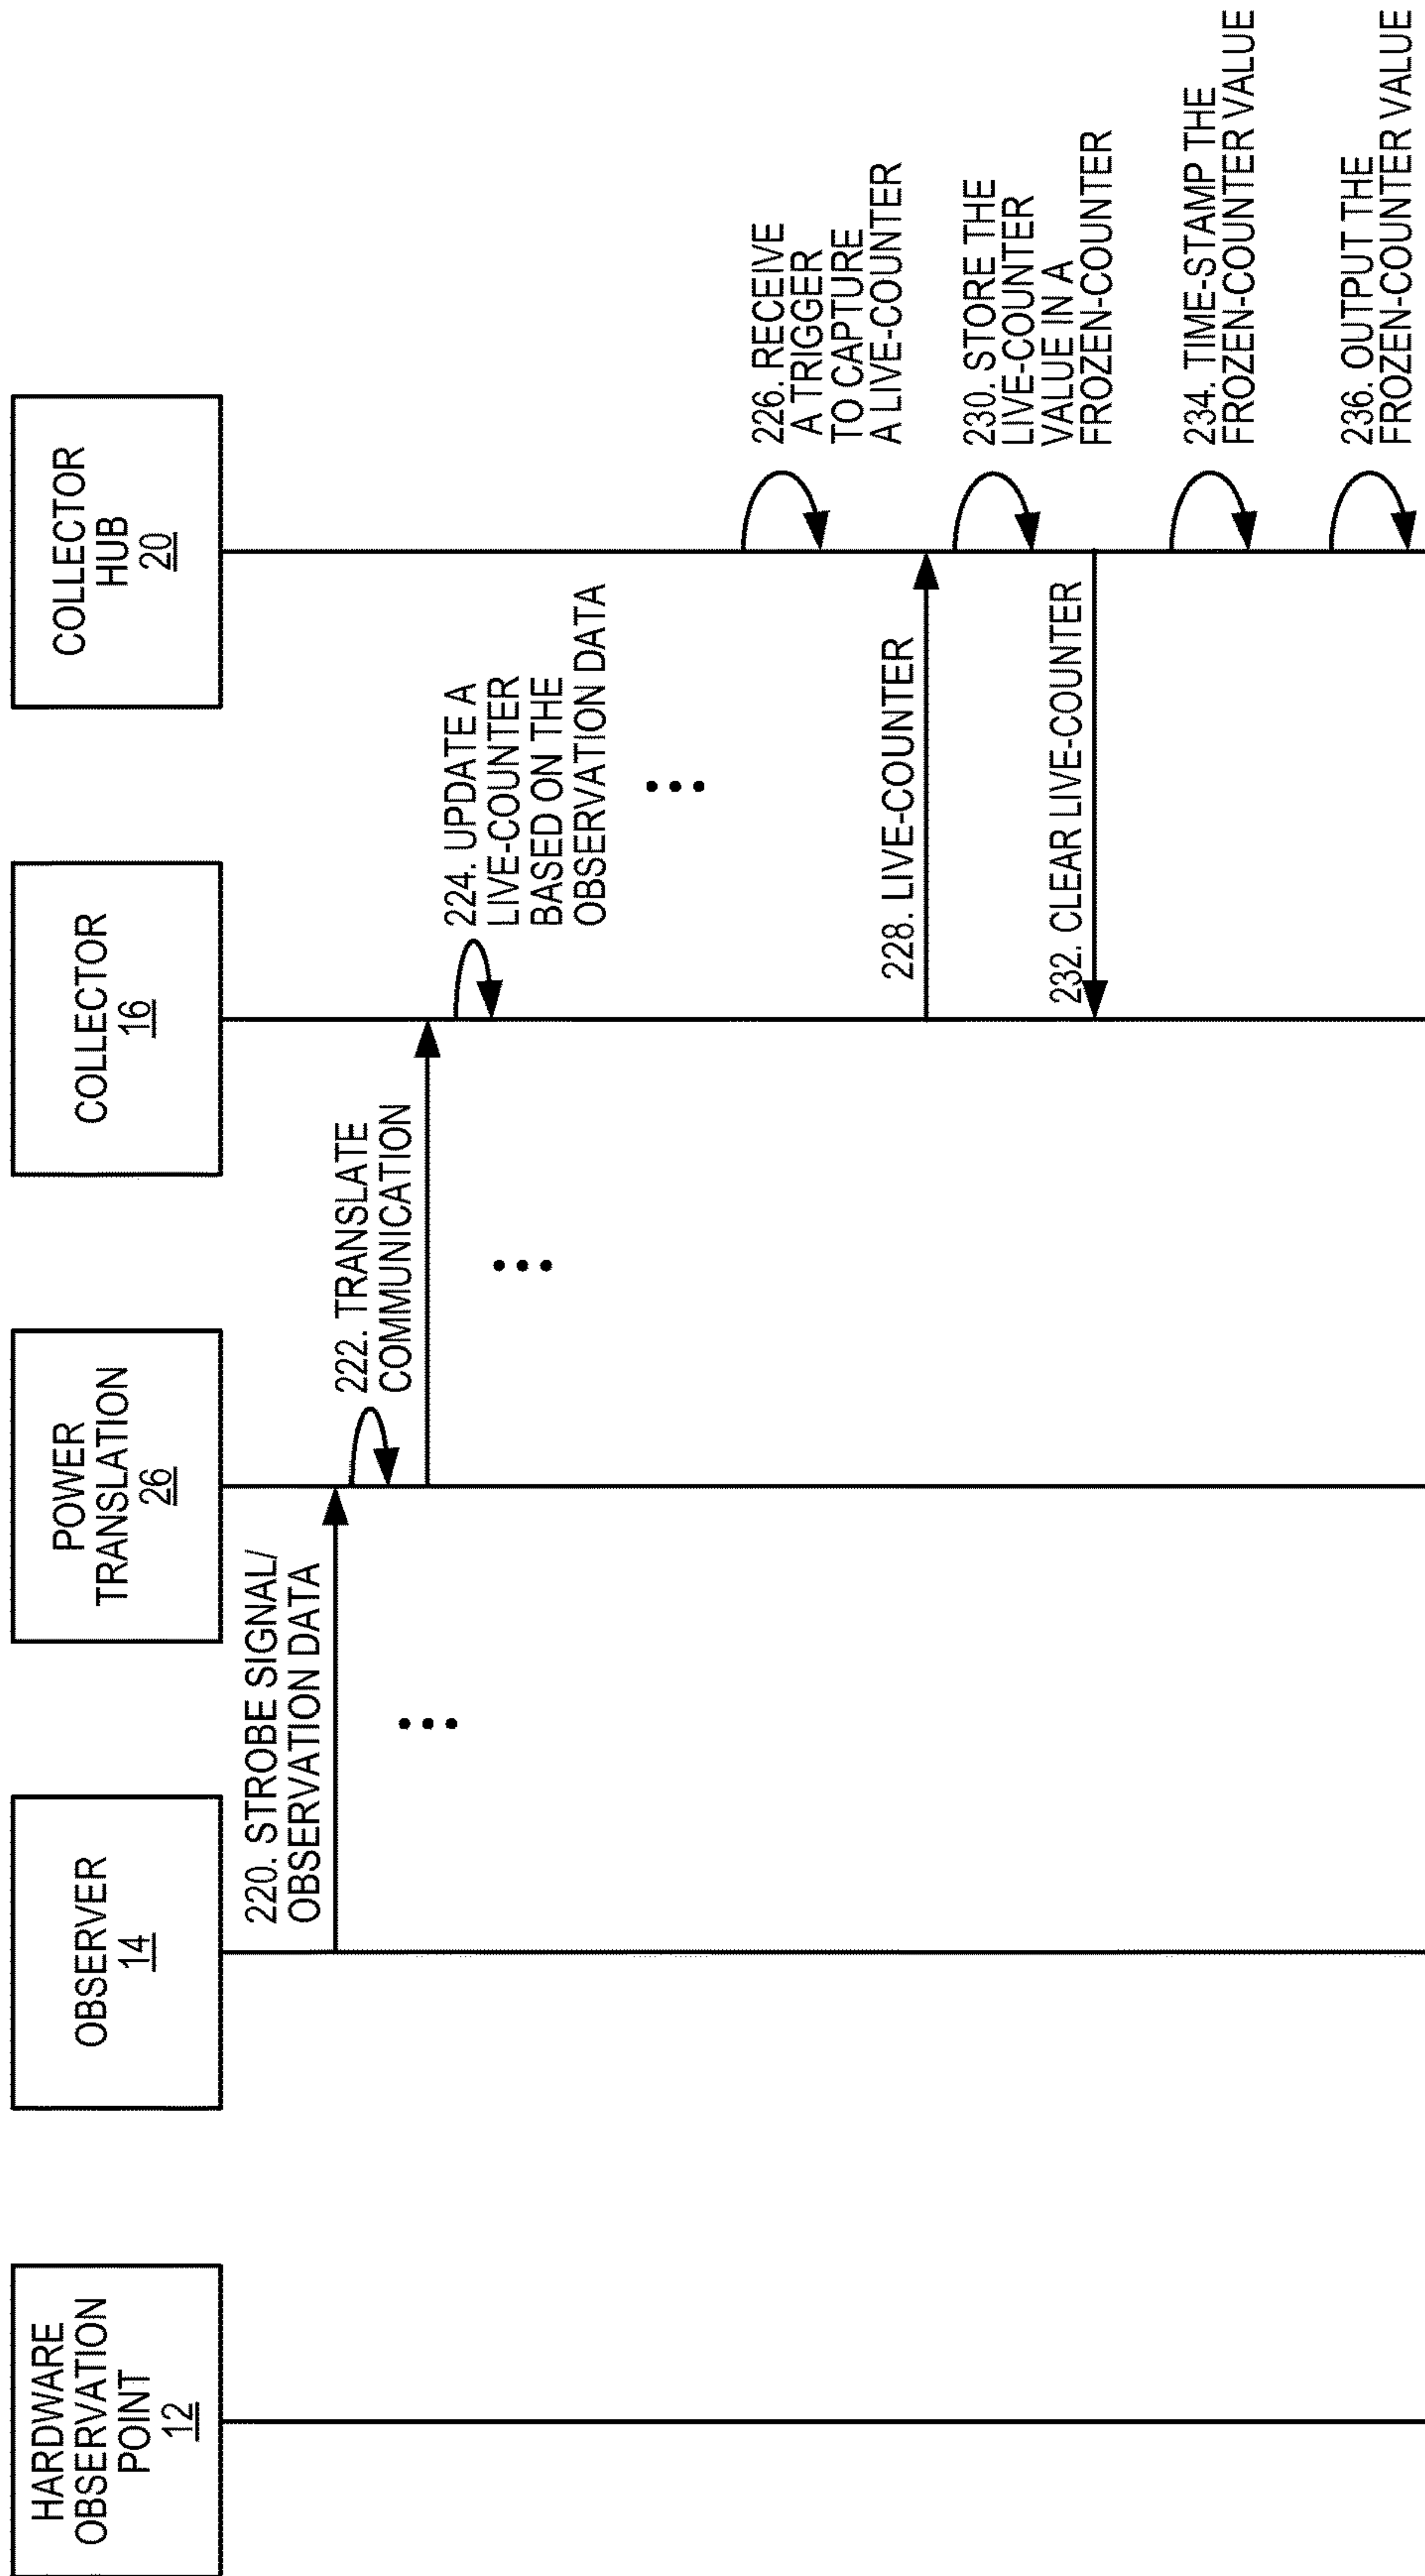 HARDWARE
OBSERVATION
POINT
12
OBSERVER
14
POWER
TRANSLATION
26
COLLECTOR
16
COLLECTOR
HUB
20
220. STROBE SIGNAL/
OBSERVATION DATA
222. TRANSLATE
COMMUNICATION
224. UPDATE A
LIVE-COUNTER
BASED ON THE
OBSERVATION DATA
226. RECEIVE
A TRIGGER
TO CAPTURE
A LIVE-COUNTER
228. LIVE-COUNTER
230. STORE THE
LIVE-COUNTER
VALUE IN A
FROZEN-COUNTER
232. CLEAR LIVE-COUNTER
234. TIME-STAMP THE
FROZEN-COUNTER VALUE
236. OUTPUT THE
FROZEN-COUNTER VALUE